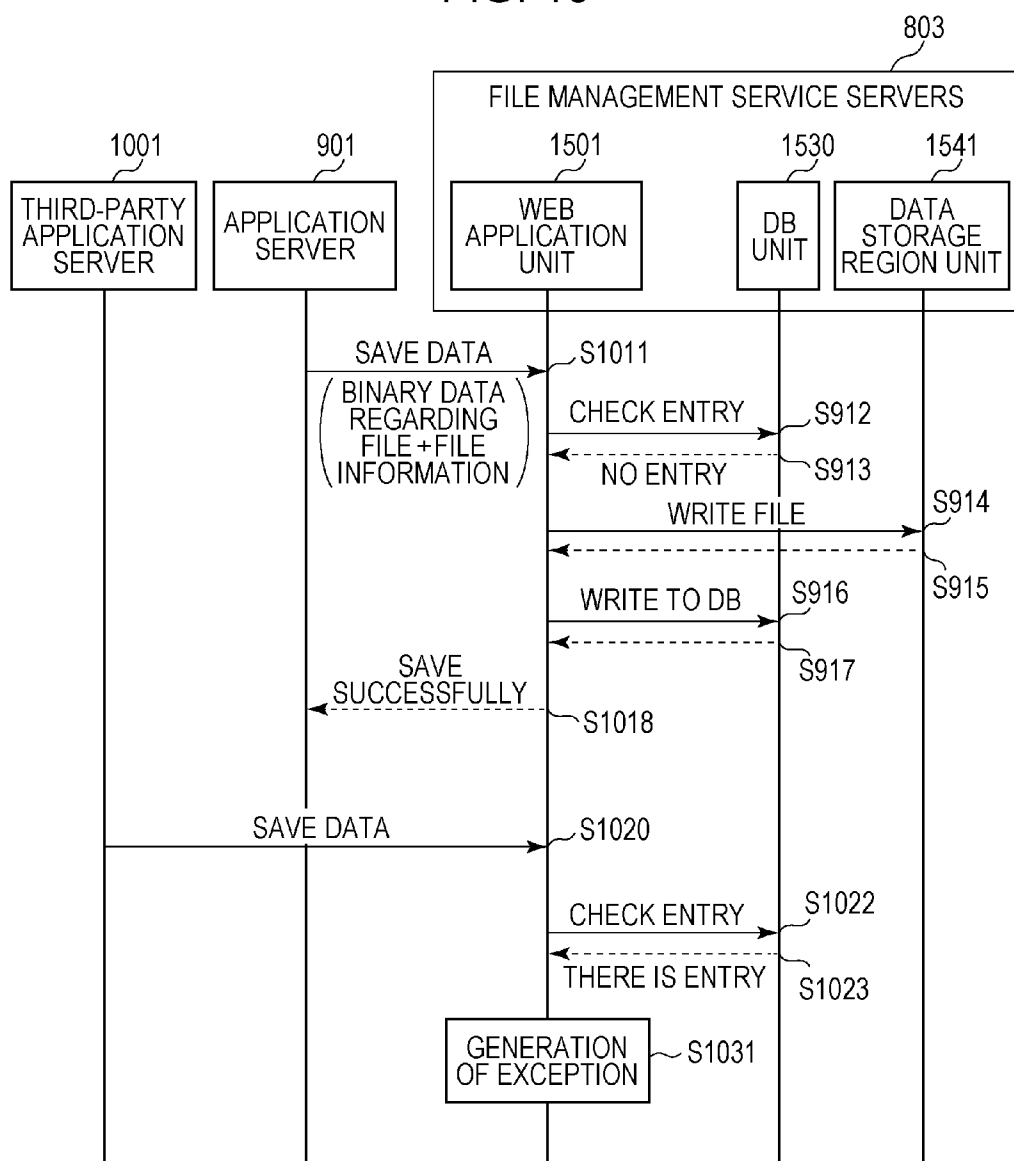 803
FILE MANAGEMENT SERVICE SERVERS
1001
901
1501
1530
1541
THIRD-PARTY
APPLICATION
SERVER
APPLICATION
SERVER
WEB
APPLICATION
UNIT
DB
UNIT
DATA
STORAGE
REGION UNIT
SAVE DATA
S1011
BINARY DATA
REGARDING
FILE+FILE
INFORMATION
CHECK ENTRY
S912
S913
NO ENTRY
WRITE FILE
S914
S915
WRITE TO DB
S916
S917
SAVE
SUCCESSFULLY
S1018
SAVE DATA
S1020
CHECK ENTRY
S1022
THERE IS ENTRY
S1023
GENERATION
OF EXCEPTION
S1031